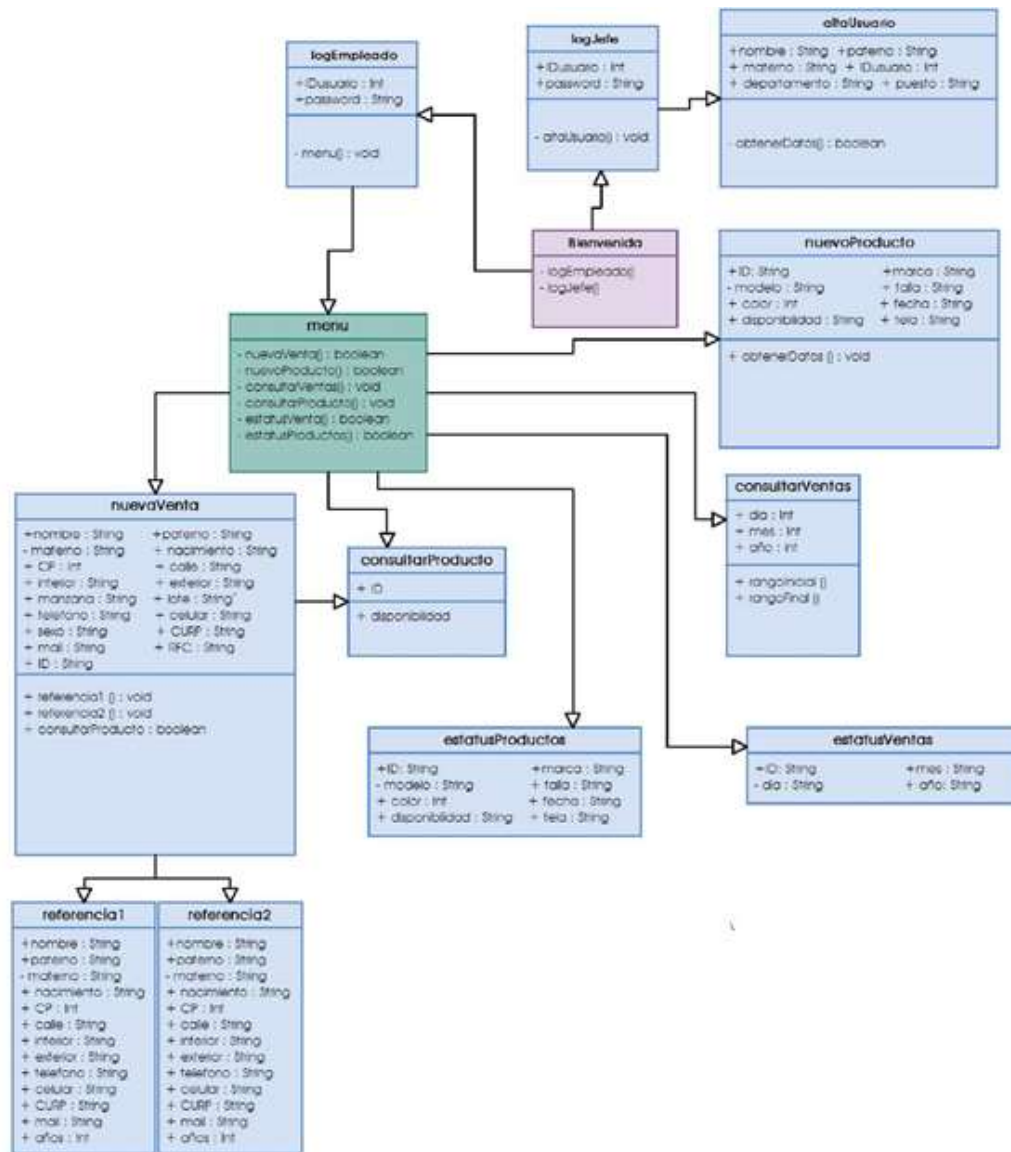 logEmpleado
+IDusuario : Int
+password : String
- menu() : void
logJefe
+IDusuario : Int
+password : String
- altaUsuario() : void
altaUsuario
+nombre : String +paterno : String
+ materno : String + IDusuario : Int
+ departamento : String + puesto : String
- obtenerDatos() : boolean
Bienvenida
- logEmpleado()
- logJefe()
nuevoProducto
+ID: String +marca : String
- modelo : String + talla : String
+ color : Int + fecha : String
+ disponibilidad : String + tela : String
+ obtenerDatos () : void
menu
- nuevaVenta() : boolean
- nuevoProducto() : boolean
- consultarVentas() : void
- consultarProducto() : void
- estatusVenta() : boolean
- estatusProductos() : boolean
nuevaVenta
+nombre : String +paterno : String
- materno : String + nacimiento : String
+ CP : Int + calle : String
+ interior : String + exterior : String
+ manzana : String + lote : String
+ telefono : String + celular : String
+ sexo : String + CURP : String
+ mail : String + RFC : String
+ ID : String
+ referencia1 () : void
+ referencia2 () : void
+ consultarProducto : boolean
consultarProducto
+ ID
+ disponibilidad
consultarVentas
+ dia : Int
+ mes : Int
+ año : Int
+ rangoInicial ()
+ rangoFinal ()
estatusProductos
+ID: String +marca : String
- modelo : String + talla : String
+ color : Int + fecha : String
+ disponibilidad : String + tela : String
estatusVentas
+ID: String +mes : String
- dia : String + año: String
referencia1
+nombre : String
+paterno : String
- materno : String
+ nacimiento : String
+ CP : Int
+ calle : String
+ interior : String
+ exterior : String
+ telefono : String
+ celular : String
+ CURP : String
+ mail : String
+ años : Int
referencia2
+nombre : String
+paterno : String
- materno : String
+ nacimiento : String
+ CP : Int
+ calle : String
+ interior : String
+ exterior : String
+ telefono : String
+ celular : String
+ CURP : String
+ mail : String
+ años : Int